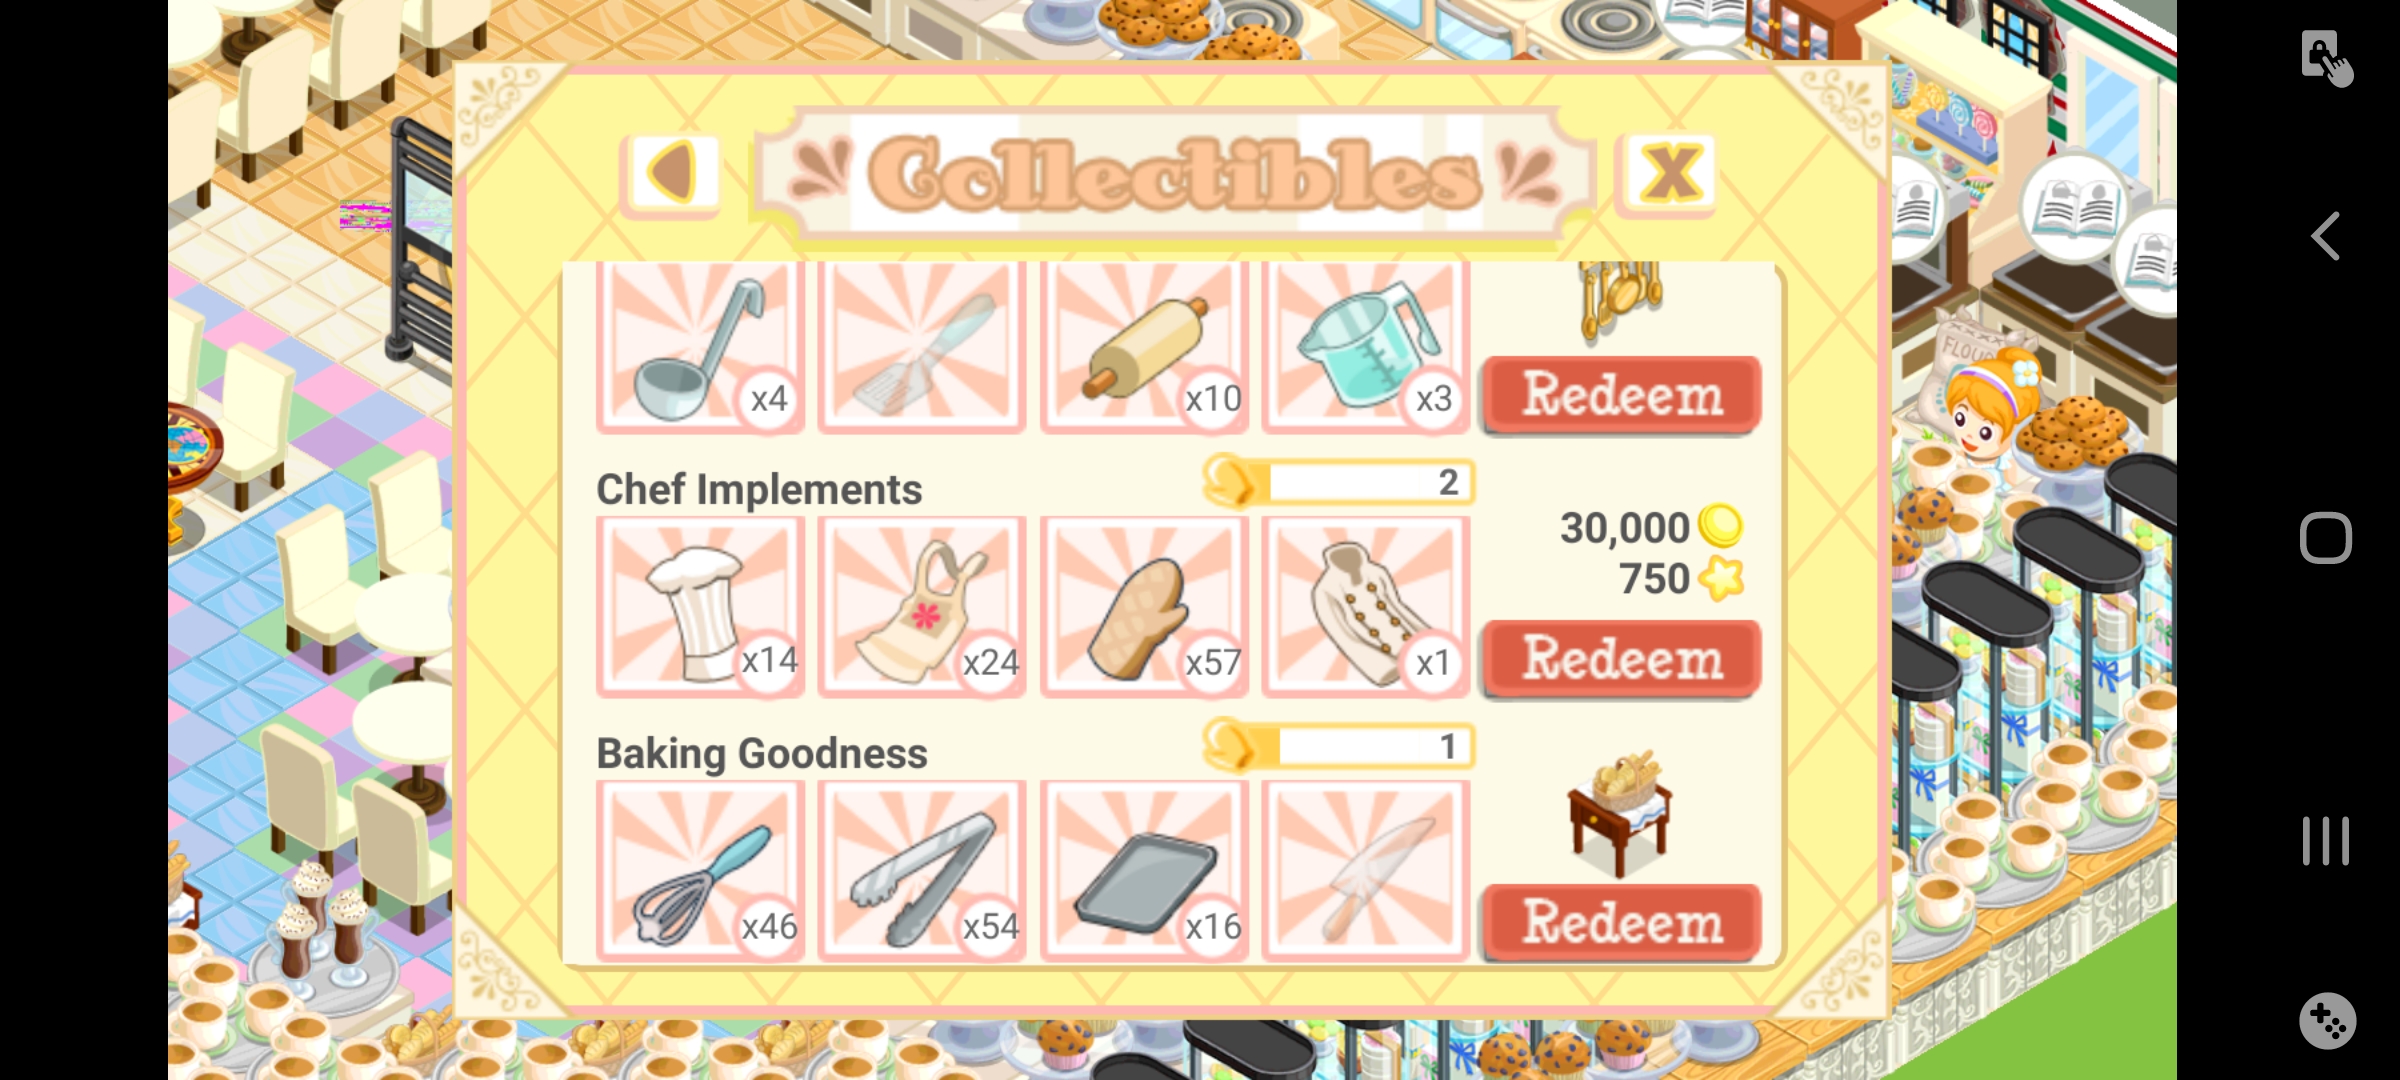 Collectibles
X
x4
x10
x3
Redeem
Chef Implements
2
30,000
750
x14
x24
x57
x1
Redeem
Baking Goodness
1
x46
x54
x16
Redeem
FLOUR